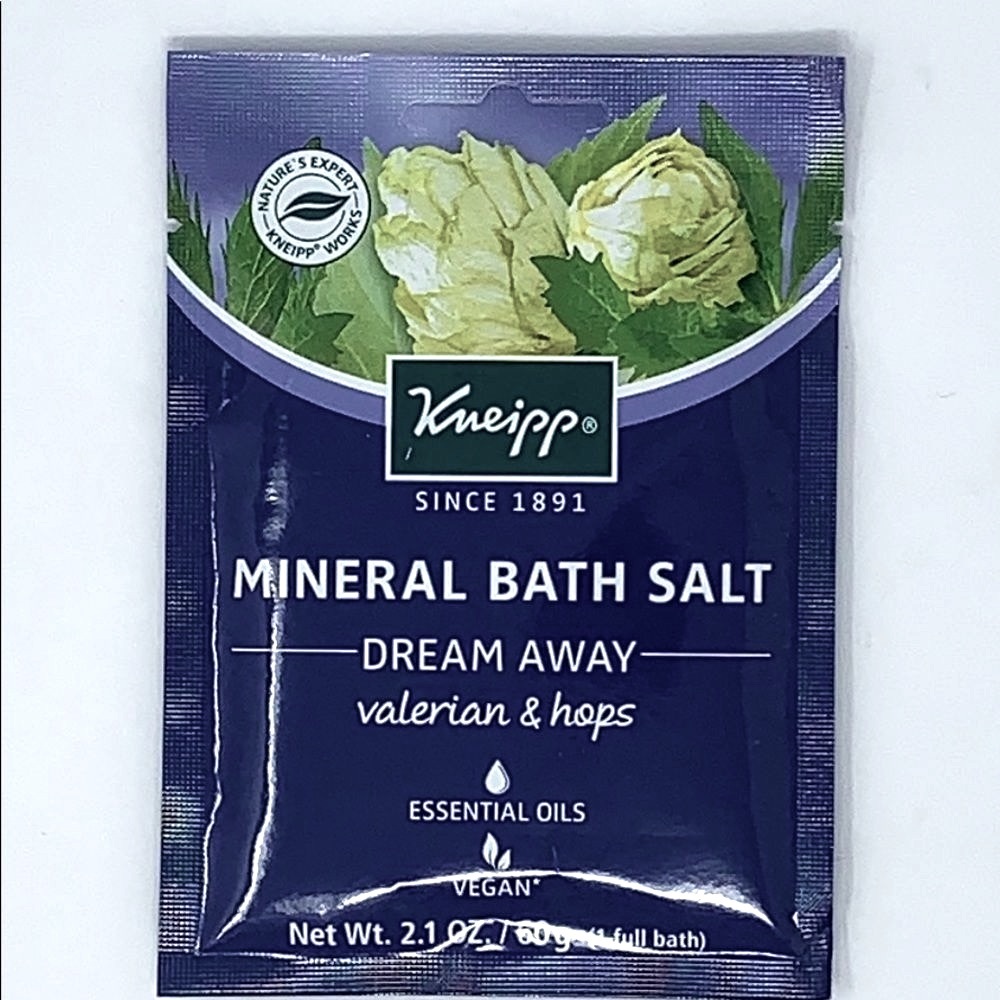 NATURE'S EXPERT
KNEIPP® WORKS
Kneipp®
SINCE 1891
MINERAL BATH SALT
DREAM AWAY
valerian & hops
ESSENTIAL OILS
VEGAN*
Net Wt. 2.1 OZ. / 60 g (1 full bath)